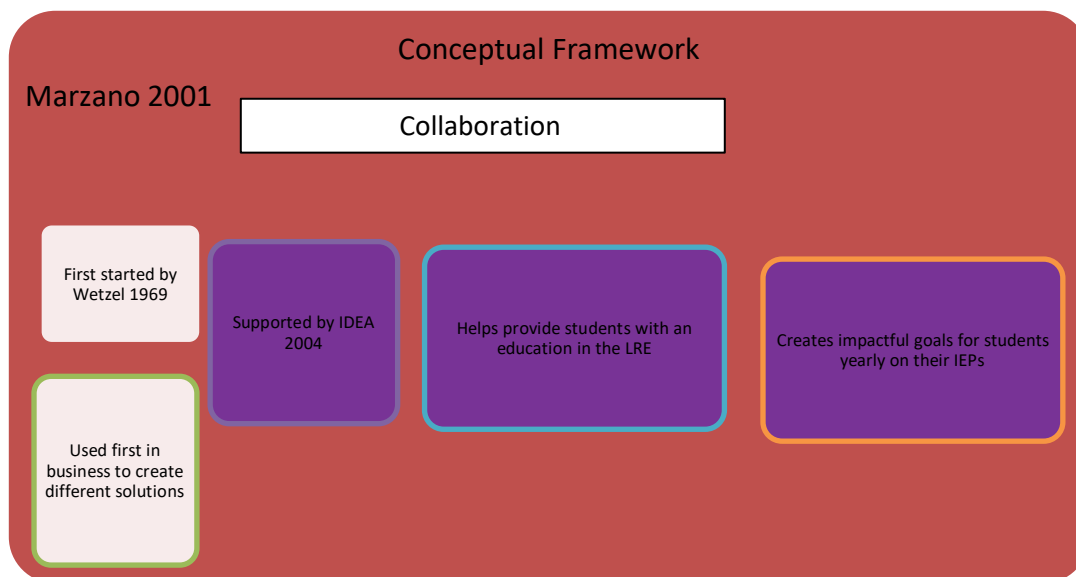 Conceptual Framework
Marzano 2001
Collaboration
First started by
Wetzel 1969
Used first in
business to create
different solutions
Supported by IDEA
2004
Helps provide students with an
education in the LRE
Creates impactful goals for students
yearly on their IEPs